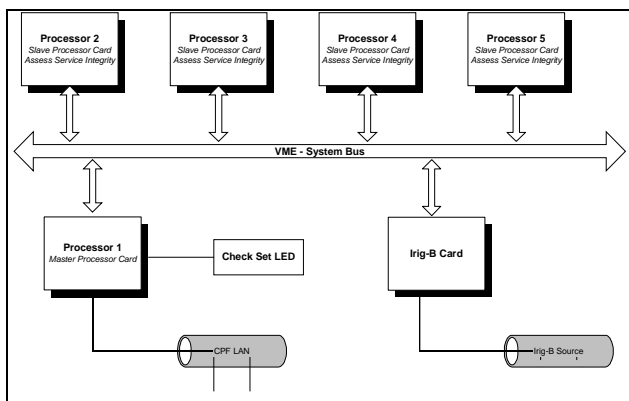 Processor 2
Slave Processor Card
Assess Service Integrity
Processor 3
Slave Processor Card
Assess Service Integrity
Processor 4
Slave Processor Card
Assess Service Integrity
Processor 5
Slave Processor Card
Assess Service Integrity
VME - System Bus
Processor 1
Master Processor Card
Check Set LED
Irig-B Card
CPF LAN
Irig-B Source